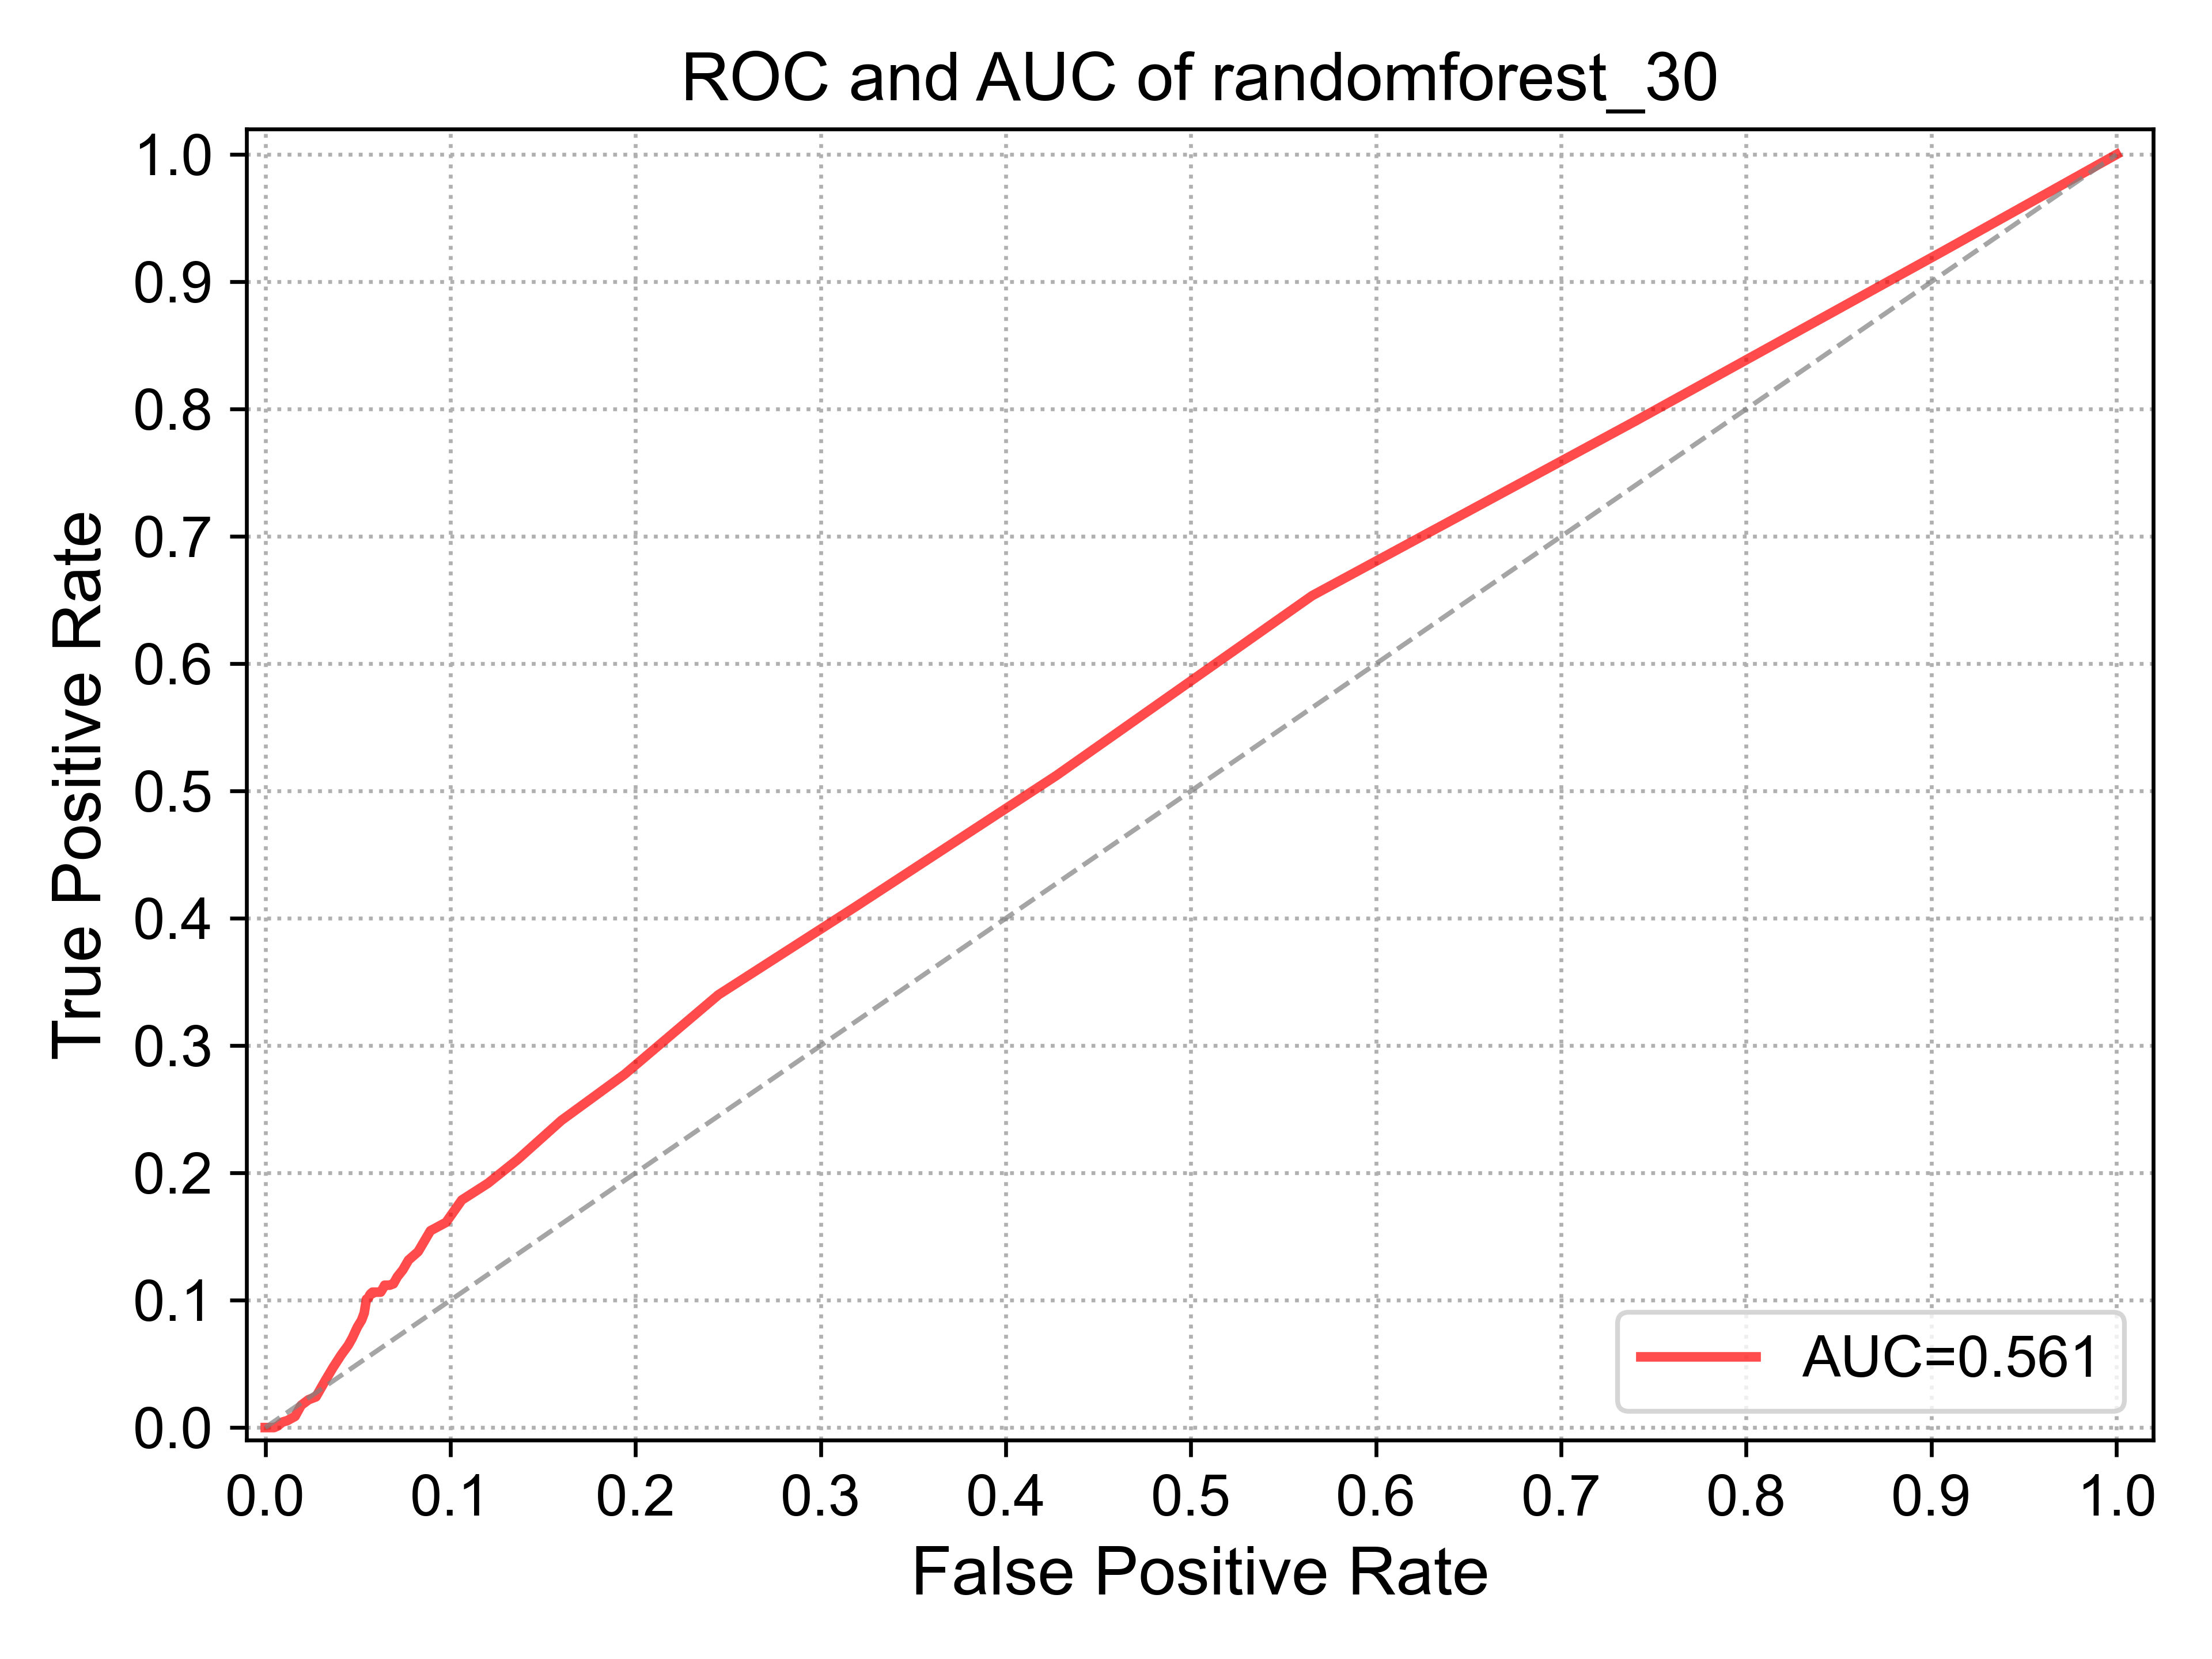 ROC and AUC of randomforest_30
True Positive Rate
1.0
0.9
0.8
0.7
0.6
0.5
0.4
0.3
0.2
0.1
0.0
AUC=0.561
0.0 0.1 0.2 0.3 0.4 0.5 0.6 0.7 0.8 0.9 1.0
False Positive Rate